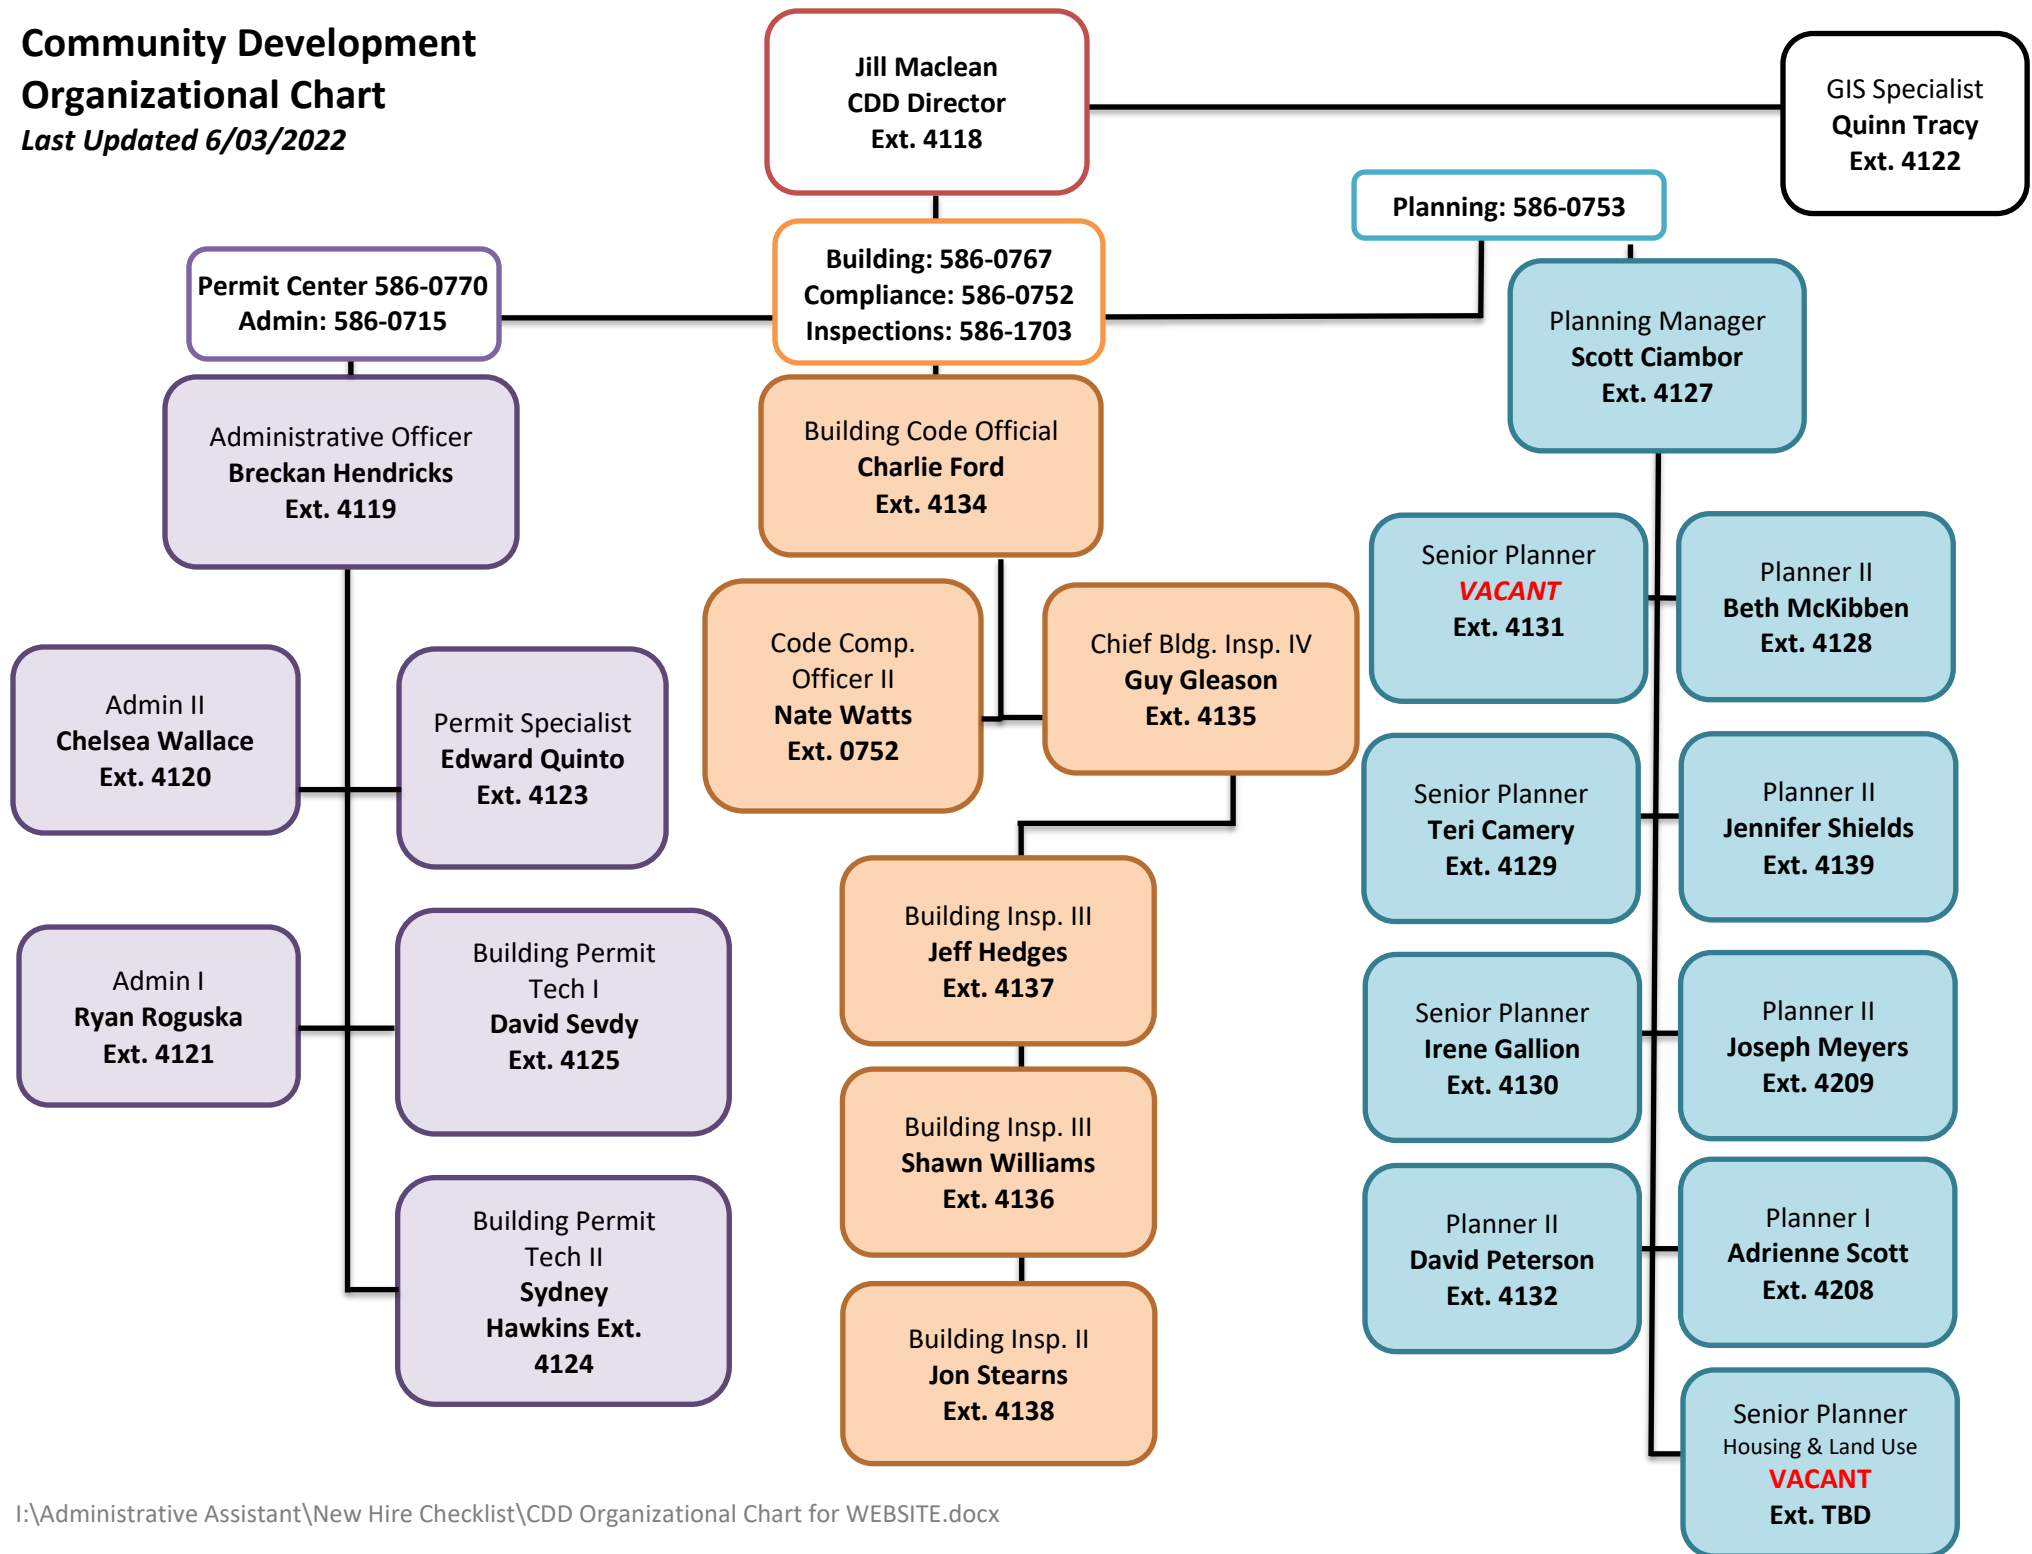 Community Development
Organizational Chart
Last Updated 6/03/2022
Jill Maclean
CDD Director
Ext. 4118
GIS Specialist
Quinn Tracy
Ext. 4122
Planning: 586-0753
Building: 586-0767
Compliance: 586-0752
Inspections: 586-1703
Permit Center 586-0770
Admin: 586-0715
Administrative Officer
Breckan Hendricks
Ext. 4119
Admin II
Chelsea Wallace
Ext. 4120
Permit Specialist
Edward Quinto
Ext. 4123
Admin I
Ryan Roguska
Ext. 4121
Building Permit
Tech I
David Sevdy
Ext. 4125
Building Permit
Tech II
Sydney
Hawkins Ext.
4124
Building Code Official
Charlie Ford
Ext. 4134
Code Comp.
Officer II
Nate Watts
Ext. 0752
Chief Bldg. Insp. IV
Guy Gleason
Ext. 4135
Building Insp. III
Jeff Hedges
Ext. 4137
Building Insp. III
Shawn Williams
Ext. 4136
Building Insp. II
Jon Stearns
Ext. 4138
Planning Manager
Scott Ciambor
Ext. 4127
Senior Planner
VACANT
Ext. 4131
Planner II
Beth McKibben
Ext. 4128
Senior Planner
Teri Camery
Ext. 4129
Planner II
Jennifer Shields
Ext. 4139
Senior Planner
Irene Gallion
Ext. 4130
Planner II
Joseph Meyers
Ext. 4209
Planner II
David Peterson
Ext. 4132
Planner I
Adrienne Scott
Ext. 4208
Senior Planner
Housing & Land Use
VACANT
Ext. TBD
I:\Administrative Assistant\New Hire Checklist\CDD Organizational Chart for WEBSITE.docx